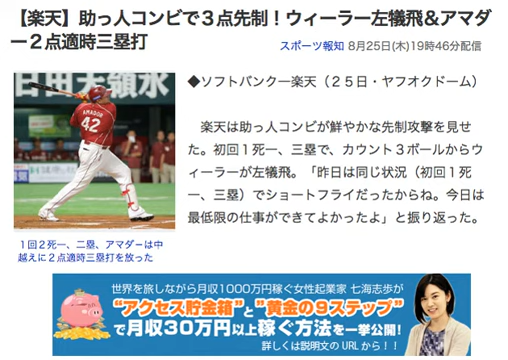 【楽天】助っ人コンビで３点先制！ウィーラー左犠飛＆アマダ
ー２点適時三塁打
スポーツ報知 8月25日(木)19時46分配信
日田天領水
AMADOR
42
◆ソフトバンク―楽天（２５日・ヤフオクドーム）
楽天は助っ人コンビが鮮やかな先制攻撃を見せ
た。初回１死一、三塁で、カウント３ボールからウ
ィーラーが左犠飛。「昨日は同じ状況（初回１死
一、三塁）でショートフライだったからね。今日は
最低限の仕事ができてよかったよ」と振り返った。
１回２死一、二塁、アマダーは中
越えに２点適時三塁打を放った
世界を旅しながら月収1000万円稼ぐ女性起業家 七海志歩が
“アクセス貯金箱”と”黄金の９ステップ”
で月収30万円以上稼ぐ方法を一挙公開！
詳しくは説明文のURLから！！